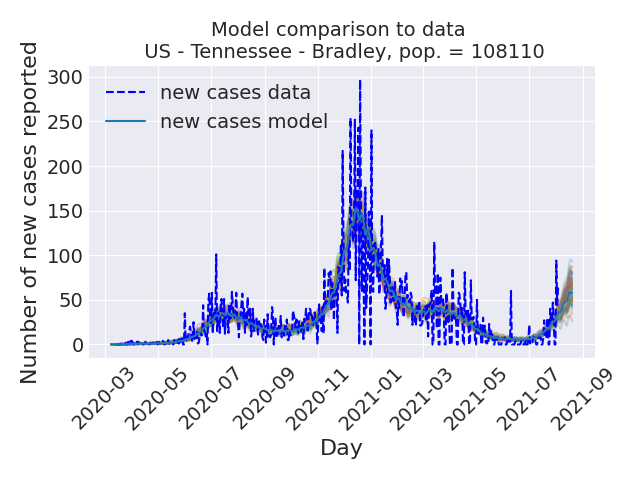 Model comparison to data
US - Tennessee - Bradley, pop. = 108110
Number of new cases reported
300
250
200
150
100
50
0
new cases data
new cases model
2020-03
2020-05
2020-07
2020-09
2020-11
2021-01
2021-03
2021-05
2021-07
2021-09
Day